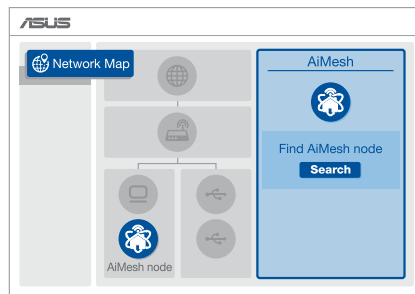 ASUS
Network Map
AiMesh
Find AiMesh node
Search
AiMesh node